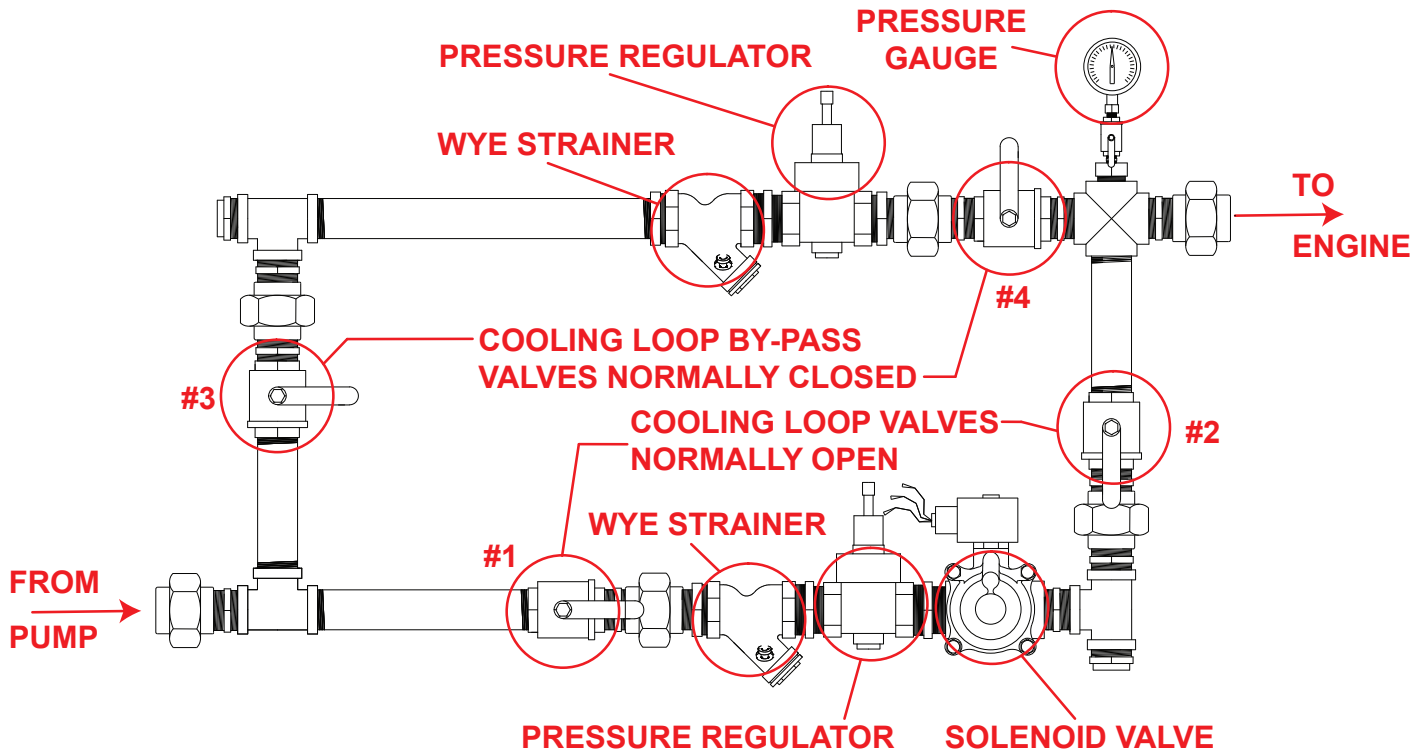 PRESSURE
GAUGE
PRESSURE REGULATOR
WYE STRAINER
TO
ENGINE
#4
COOLING LOOP BY-PASS
VALVES NORMALLY CLOSED
#3
COOLING LOOP VALVES
NORMALLY OPEN
#2
WYE STRAINER
#1
FROM
PUMP
PRESSURE REGULATOR
SOLENOID VALVE